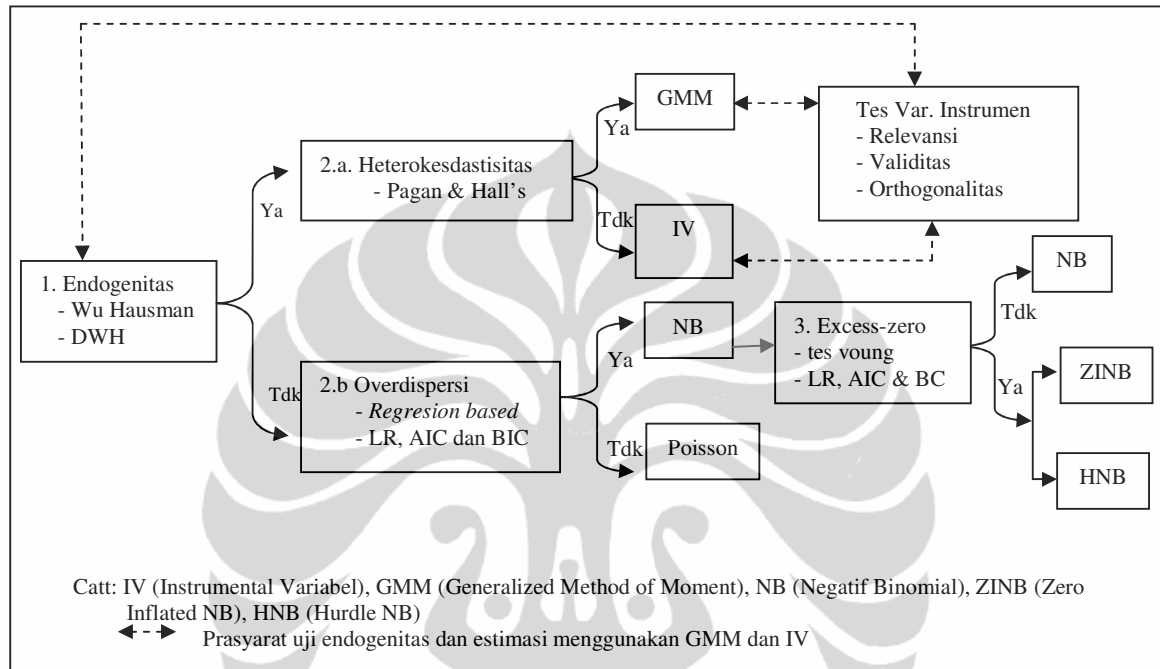 GMM
Tes Var. Instrumen
- Relevansi
- Validitas
- Orthogonalitas
Ya
2.a. Heterokesdastisitas
- Pagan & Hall's
Ya
Tdk
IV
1. Endogenitas
- Wu Hausman
- DWH
NB
Tdk
NB
3. Excess-zero
- tes voung
- LR, AIC & BC
Ya
2.b Overdispersi
- Regresion based
- LR, AIC dan BIC
Tdk
Ya
ZINB
Tdk
Poisson
HNB
Catt: IV (Instrumental Variabel), GMM (Generalized Method of Moment), NB (Negatif Binomial), ZINB (Zero
Inflated NB), HNB (Hurdle NB)
Prasyarat uji endogenitas dan estimasi menggunakan GMM dan IV